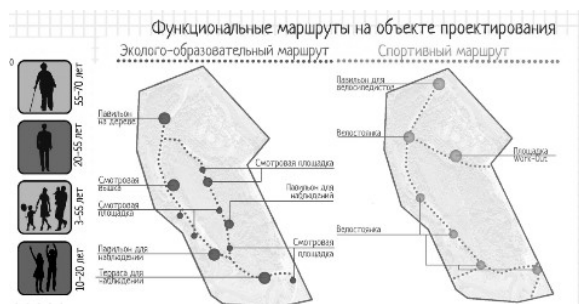 Функциональные маршруты на объекте проектирования
Эколого-образовательный маршрут
Спортивный маршрут
0
55-70 лет
20-55 лет
3-55 лет
10-20 лет
Павильон
на дереве
Смотровая
вышка
Смотровая
площадка
Павильон для
наблюдений
Терраса для
наблюдений
Смотровая площадка
Павильон для
наблюдений
Смотровая
площадка
Павильон для
велосипедистов
Велостоянка
Площадка
work-out
Велостоянка